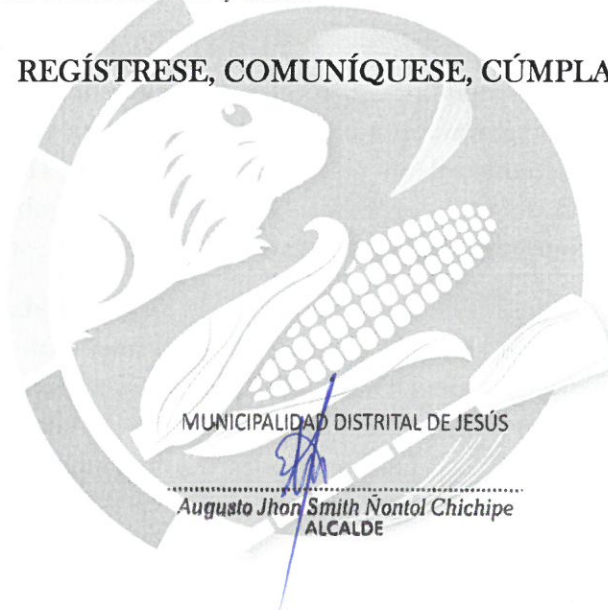 REGÍSTRESE, COMUNÍQUESE, CÚMPLA
MUNICIPALIDAD DISTRITAL DE JESÚS
Augusto Jhon Smith Ñontol Chichipe
ALCALDE